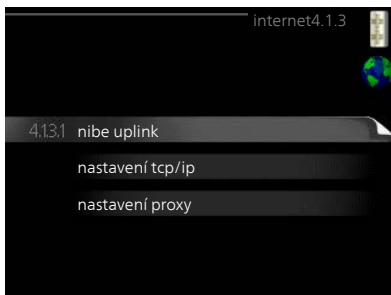 internet4.1.3
4.1.3.1 nibe uplink
nastavení tcp/ip
nastavení proxy